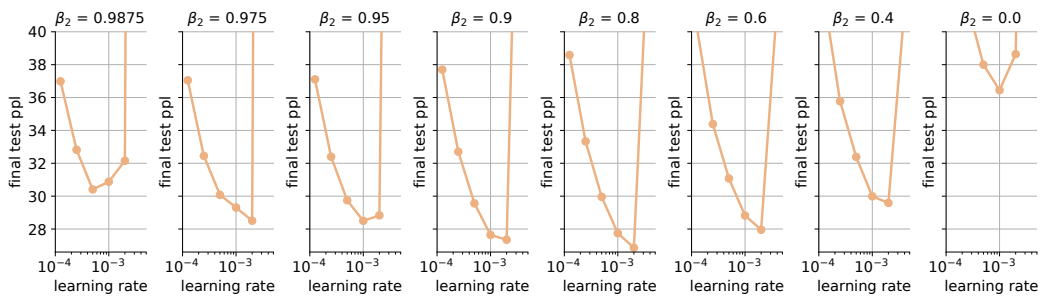 β₂ = 0.9875 β₂ = 0.975 β₂ = 0.95 β₂ = 0.9 β₂ = 0.8 β₂ = 0.6 β₂ = 0.4 β₂ = 0.0
40
38
36
34
32
30
28
final test ppl final test ppl final test ppl final test ppl final test ppl final test ppl final test ppl final test ppl
10⁻⁴ 10⁻³ 10⁻⁴ 10⁻³ 10⁻⁴ 10⁻³ 10⁻⁴ 10⁻³ 10⁻⁴ 10⁻³ 10⁻⁴ 10⁻³ 10⁻⁴ 10⁻³ 10⁻⁴ 10⁻³
learning rate learning rate learning rate learning rate learning rate learning rate learning rate learning rate